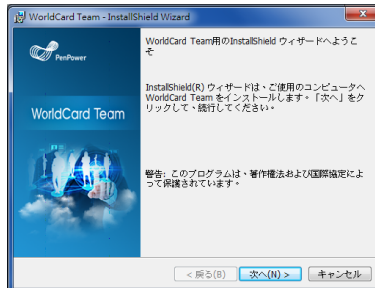 WorldCard Team - InstallShield Wizard
PenPower
WorldCard Team
WorldCard Team用のInstallShield ウィザードへようこ
そ
InstallShield(R) ウィザードは、ご使用のコンピュータへ
WorldCard Team をインストールします。「次へ」をク
リックして、続行してください。
警告: このプログラムは、著作権法および国際協定によ
って保護されています。
< 戻る(B)
次へ(N) >
キャンセル